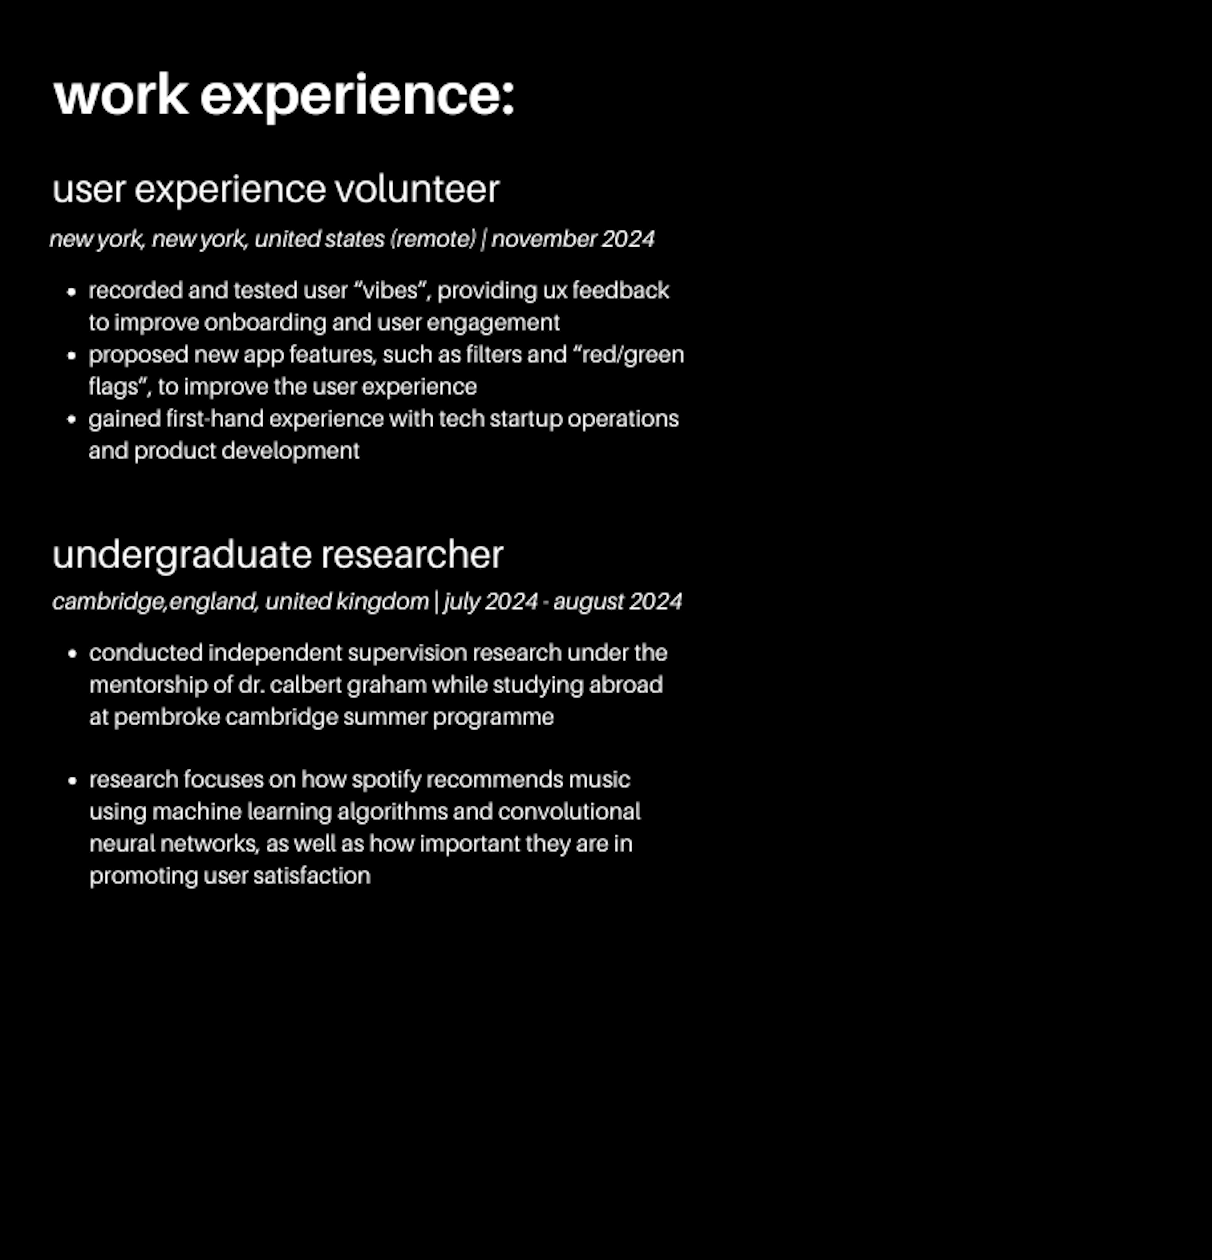 work experience:
user experience volunteer
new york, new york, united states (remote) | november 2024
• recorded and tested user “vibes”, providing ux feedback
to improve onboarding and user engagement
• proposed new app features, such as filters and “red/green
flags”, to improve the user experience
• gained first-hand experience with tech startup operations
and product development
undergraduate researcher
cambridge,england, united kingdom | july 2024 - august 2024
• conducted independent supervision research under the
mentorship of dr. calbert graham while studying abroad
at pembroke cambridge summer programme
• research focuses on how spotify recommends music
using machine learning algorithms and convolutional
neural networks, as well as how important they are in
promoting user satisfaction